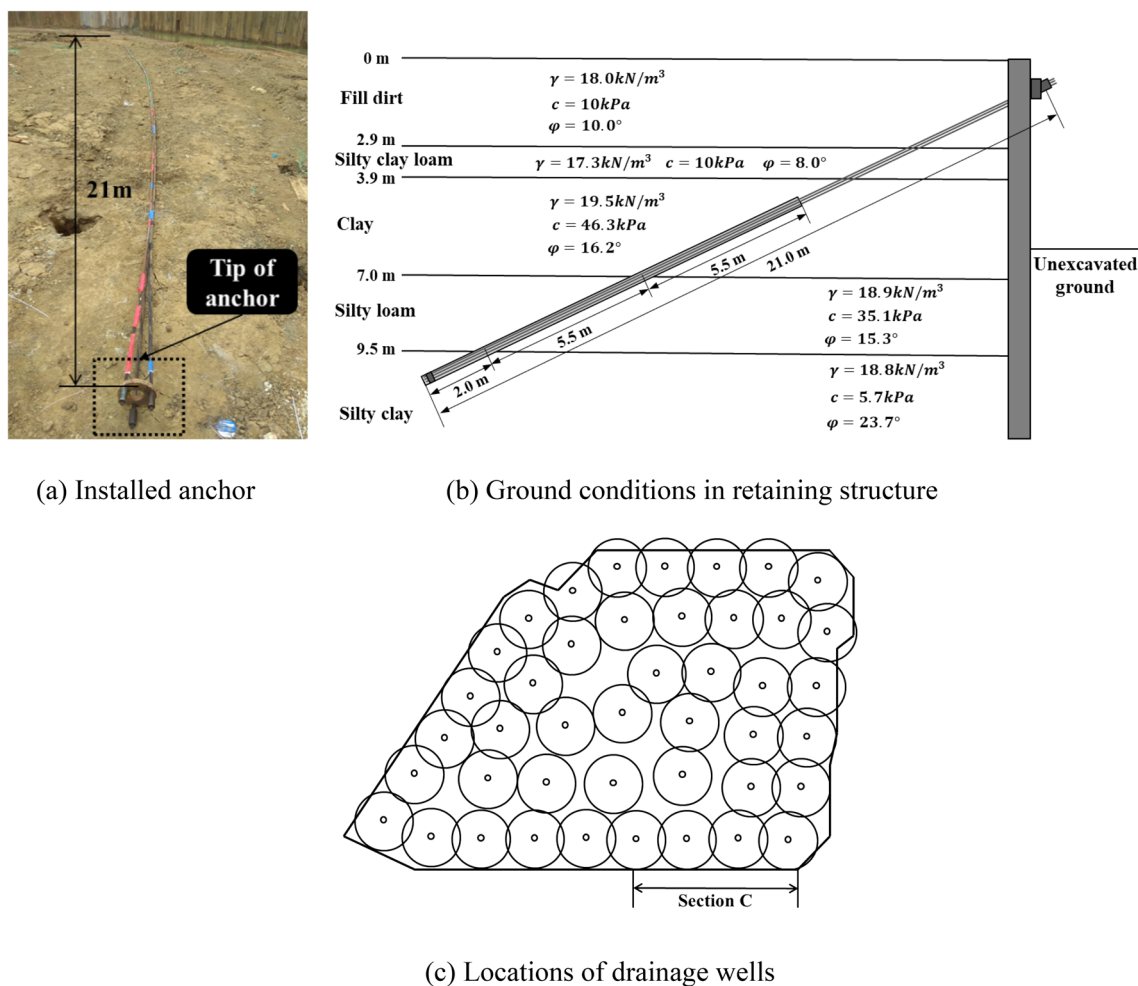 21m
Tip of
anchor
(a) Installed anchor
0 m
Fill dirt
γ = 18.0kN/m³
c = 10kPa
φ = 10.0°
2.9 m
Silty clay loam
γ = 17.3kN/m³ c = 10kPa φ = 8.0°
3.9 m
Clay
γ = 19.5kN/m³
c = 46.3kPa
φ = 16.2°
7.0 m
Silty loam
γ = 18.9kN/m³
c = 35.1kPa
φ = 15.3°
9.5 m
Silty clay
γ = 18.8kN/m³
c = 5.7kPa
φ = 23.7°
5.5 m
21.0 m
5.5 m
2.0 m
Unexcavated
ground
(b) Ground conditions in retaining structure
Section C
(c) Locations of drainage wells